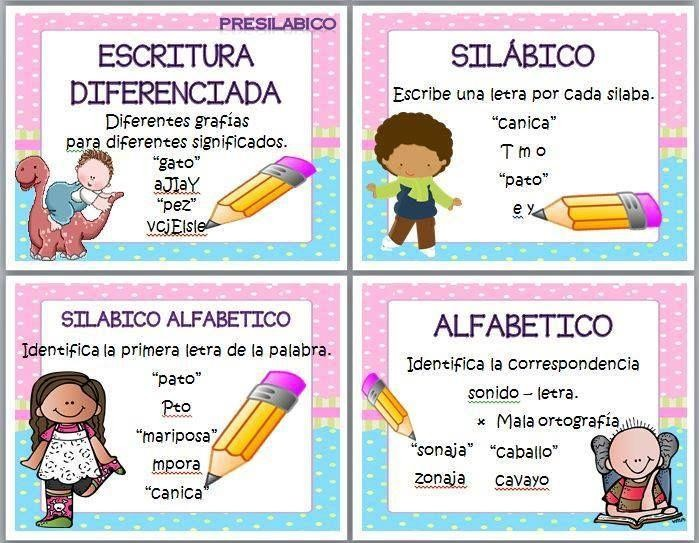 PRESILABICO
ESCRITURA
DIFERENCIADA
Diferentes grafías
para diferentes significados.
“gato”
aJIaY
“pez”
vcjElsle
SILÁBICO
Escribe una letra por cada silaba.
“canica”
T m o
“pato”
e y
SILABICO ALFABETICO
Identifica la primera letra de la palabra.
“pato”
Pto
“mariposa”
mpora
“canica”
ALFABETICO
Identifica la correspondencia
sonido – letra.
× Mala ortografía
“sonaja” “caballo”
zonaja cavayo